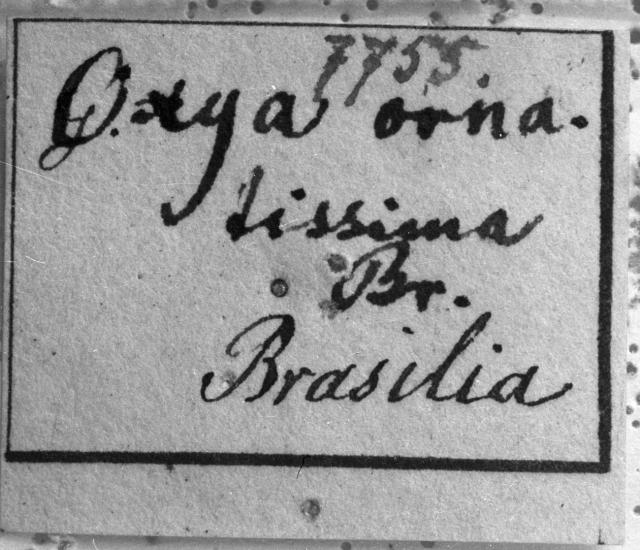 7755.
Oxya orna-
tissima
Br.
Brasilia